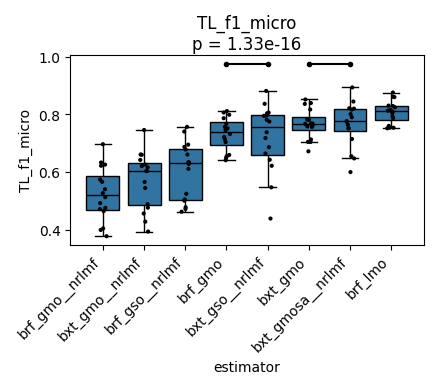 TL_f1_micro
p = 1.33e-16
1.0
0.8
0.6
0.4
TL_f1_micro
brf_gmo__nrlmf
bxt_gmo__nrlmf
brf_gso__nrlmf
brf_gmo
bxt_gso__nrlmf
bxt_gmo
bxt_gmosa__nrlmf
brf_lmo
estimator